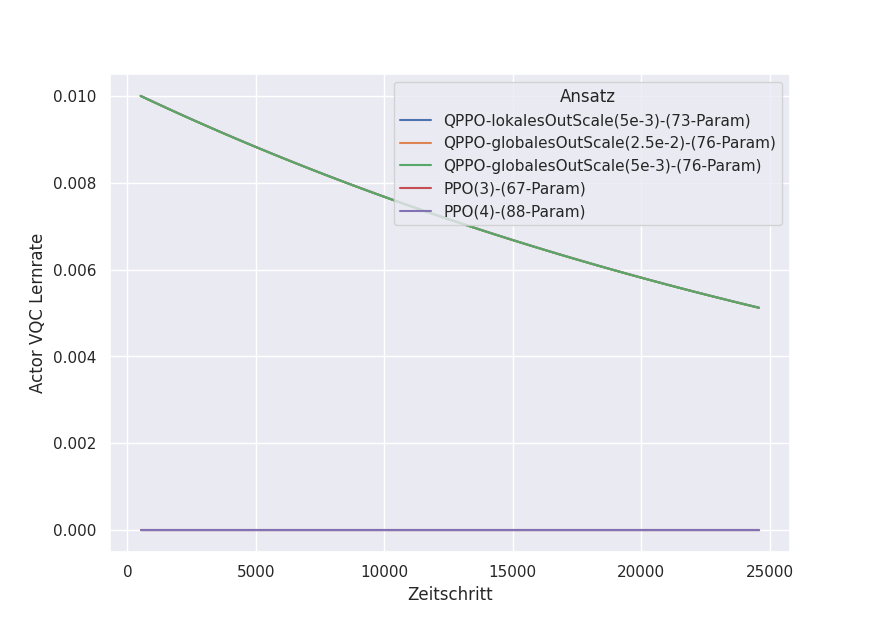 Ansatz
QPPO-lokalesOutScale(5e-3)-(73-Param)
QPPO-globalesOutScale(2.5e-2)-(76-Param)
QPPO-globalesOutScale(5e-3)-(76-Param)
PPO(3)-(67-Param)
PPO(4)-(88-Param)
Actor VQC Lernrate
0.010
0.008
0.006
0.004
0.002
0.000
0 5000 10000 15000 20000 25000
Zeitschritt